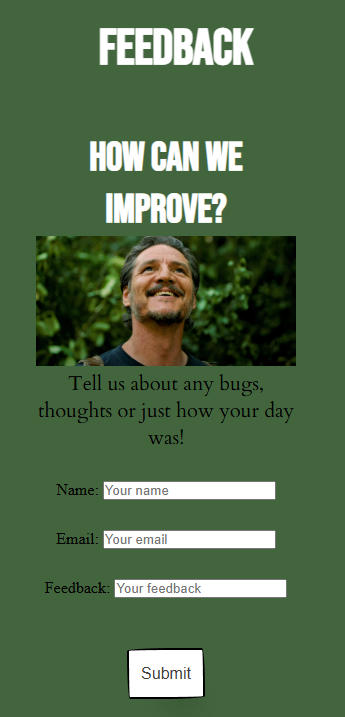 FEEDBACK
HOW CAN WE
IMPROVE?
Tell us about any bugs,
thoughts or just how your day
was!
Name: Your name
Email: Your email
Feedback: Your feedback
Submit